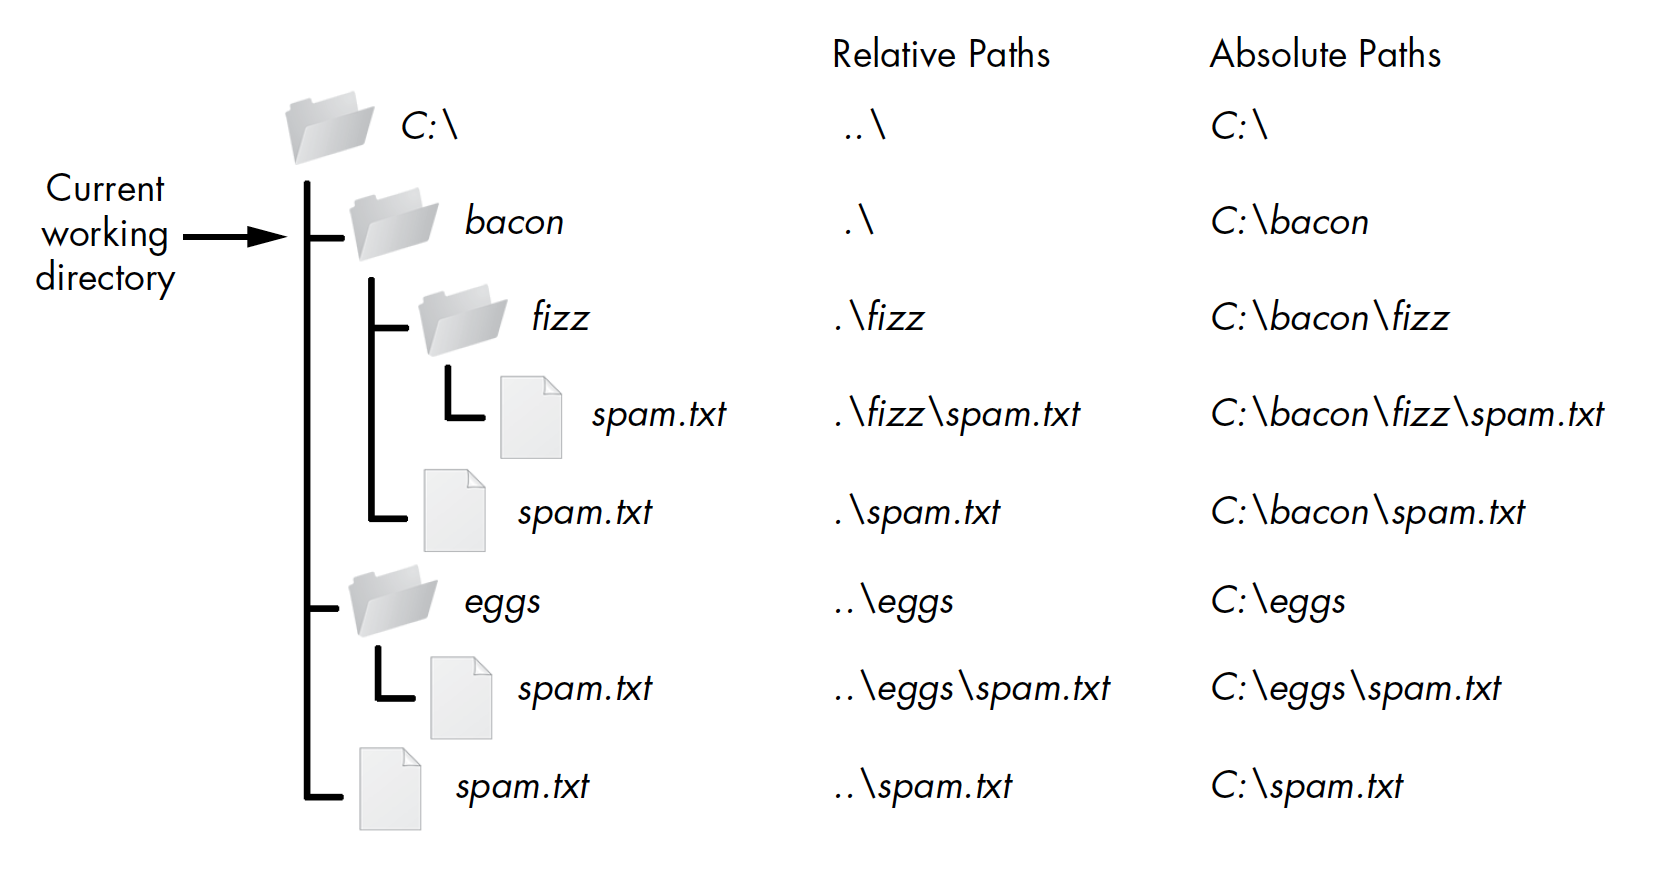 Relative Paths Absolute Paths
C:\ ..\ C:\
Current
working
directory
bacon .\ C:\bacon
fizz .\fizz C:\bacon\fizz
spam.txt .\fizz\spam.txt C:\bacon\fizz\spam.txt
spam.txt .\spam.txt C:\bacon\spam.txt
eggs ..\eggs C:\eggs
spam.txt ..\eggs\spam.txt C:\eggs\spam.txt
spam.txt ..\spam.txt C:\spam.txt